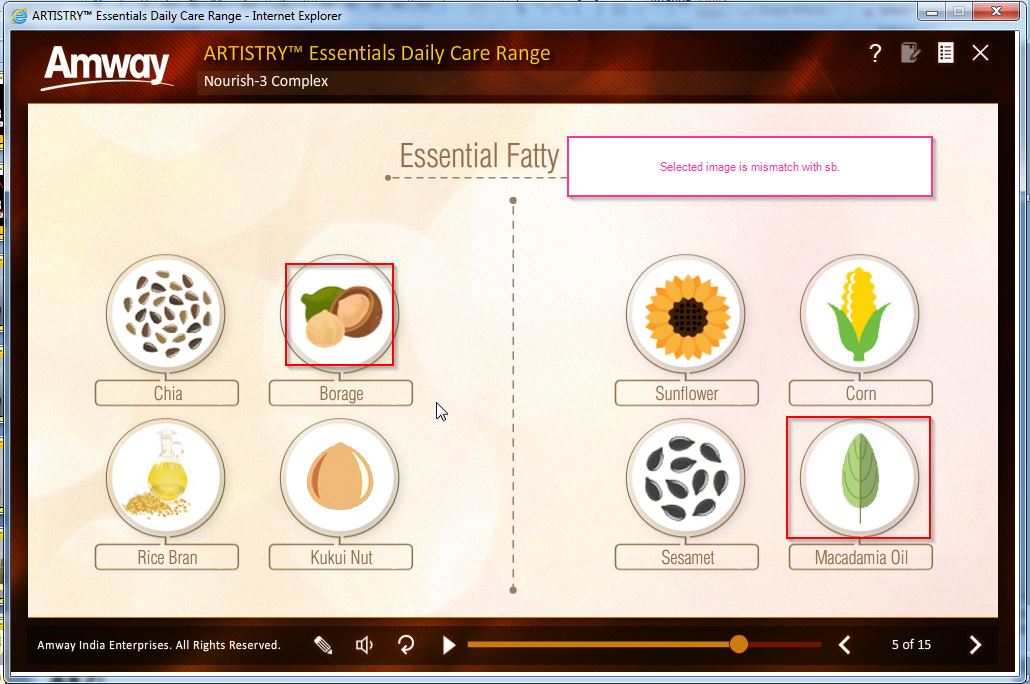 ARTISTRY™ Essentials Daily Care Range - Internet Explorer
Amway
ARTISTRY™ Essentials Daily Care Range
Nourish-3 Complex
?
Essential Fatty
Selected image is mismatch with sb.
Chia
Borage
Sunflower
Corn
Rice Bran
Kukui Nut
Sesamet
Macadamia Oil
Amway India Enterprises. All Rights Reserved.
5 of 15